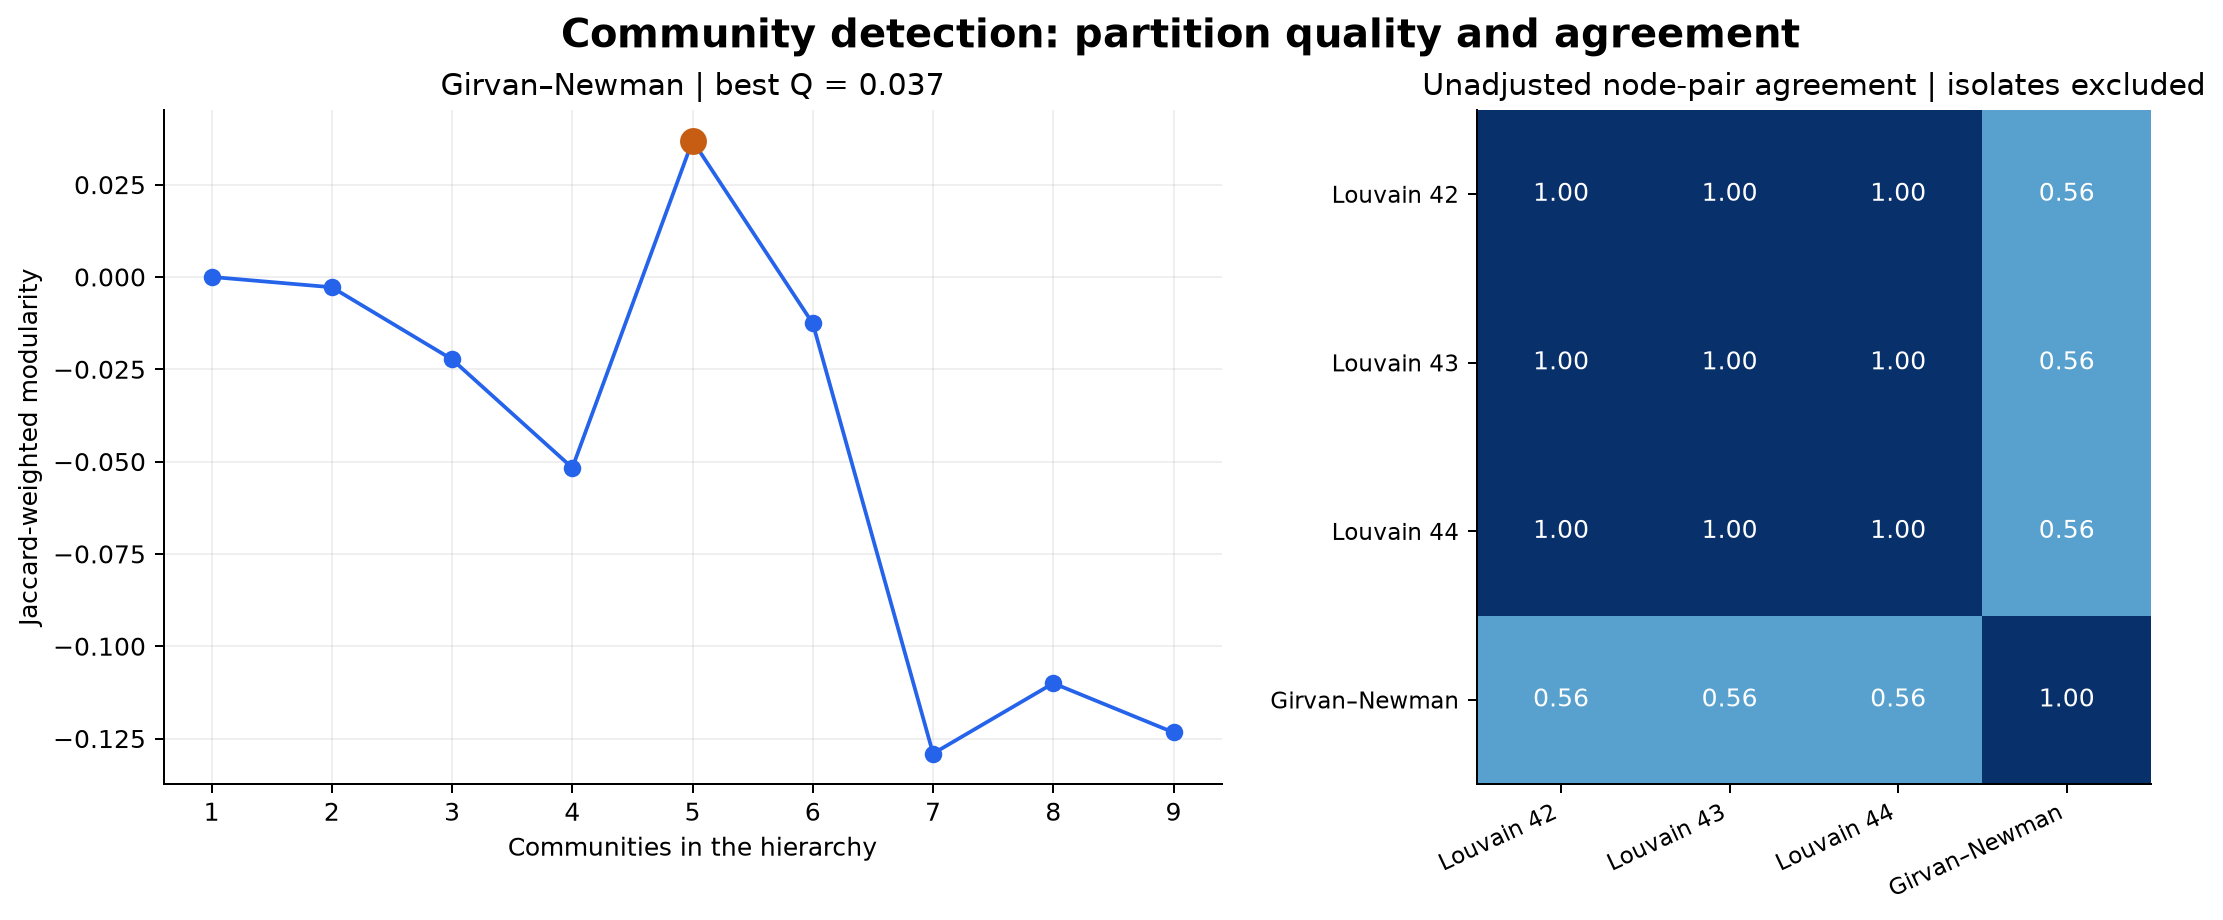 Community detection: partition quality and agreement
Girvan–Newman | best Q = 0.037
Jaccard-weighted modularity
0.025
0.000
−0.025
−0.050
−0.075
−0.100
−0.125
1 2 3 4 5 6 7 8 9
Communities in the hierarchy
Unadjusted node-pair agreement | isolates excluded
Louvain 42 1.00 1.00 1.00 0.56
Louvain 43 1.00 1.00 1.00 0.56
Louvain 44 1.00 1.00 1.00 0.56
Girvan–Newman 0.56 0.56 0.56 1.00
Louvain 42 Louvain 43 Louvain 44 Girvan–Newman